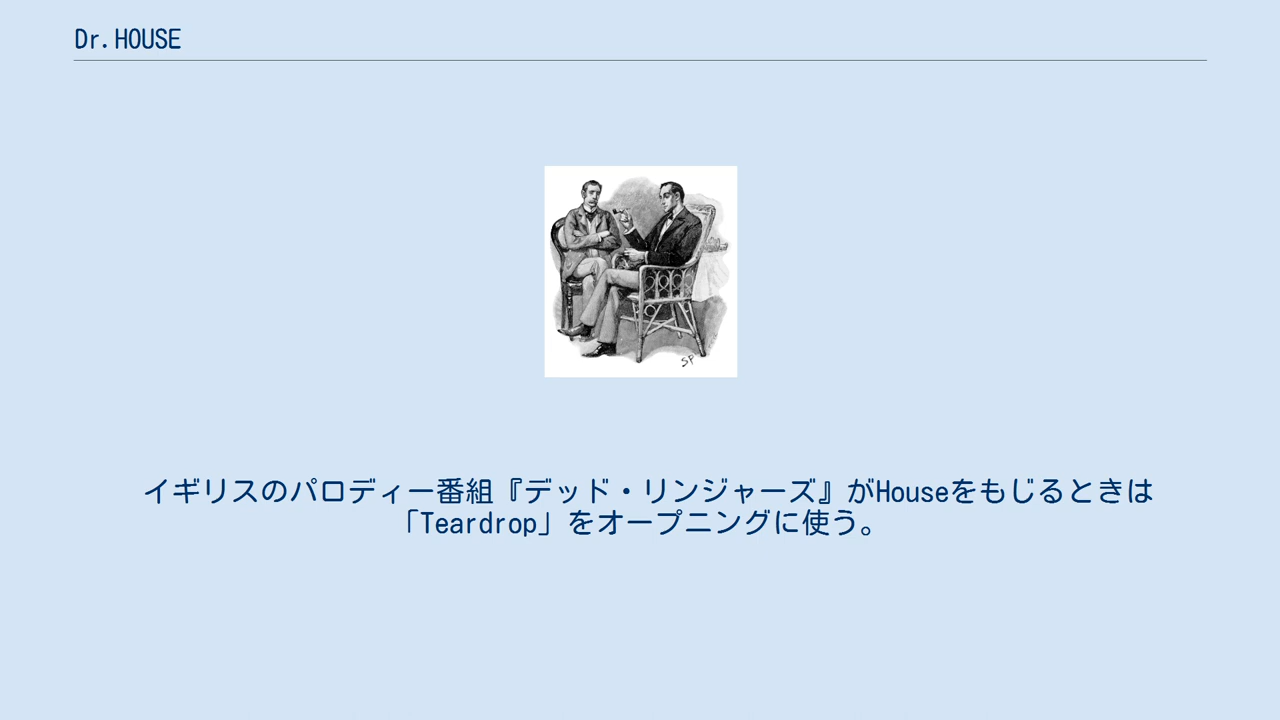 Dr.HOUSE
SP
イギリスのパロディー番組『デッド・リンジャーズ』がHouseをもじるときは
「Teardrop」をオープニングに使う。